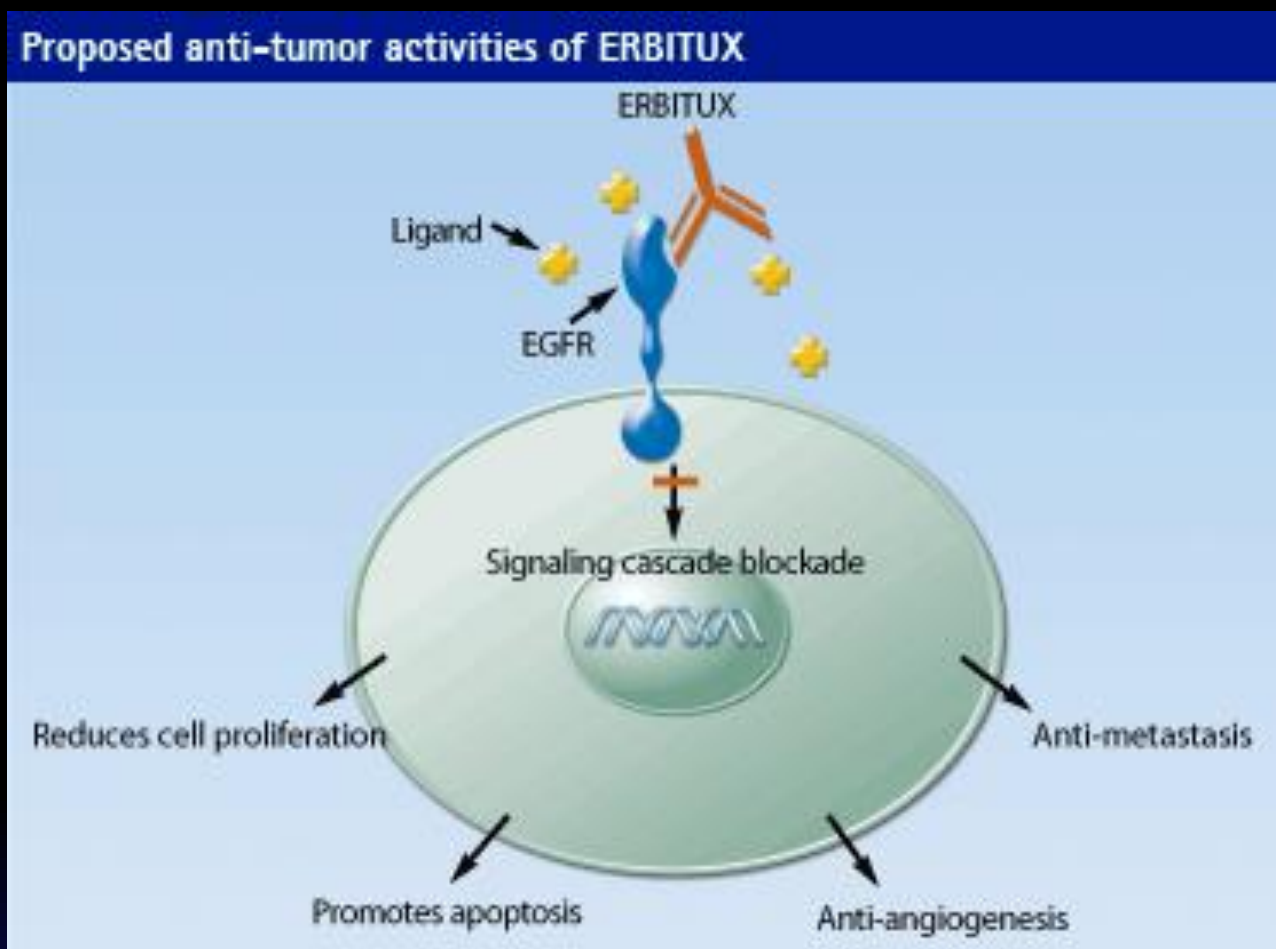 Proposed anti-tumor activities of ERBITUX
ERBITUX
Ligand
EGFR
Signaling cascade blockade
Reduces cell proliferation
Anti-metastasis
Promotes apoptosis
Anti-angiogenesis